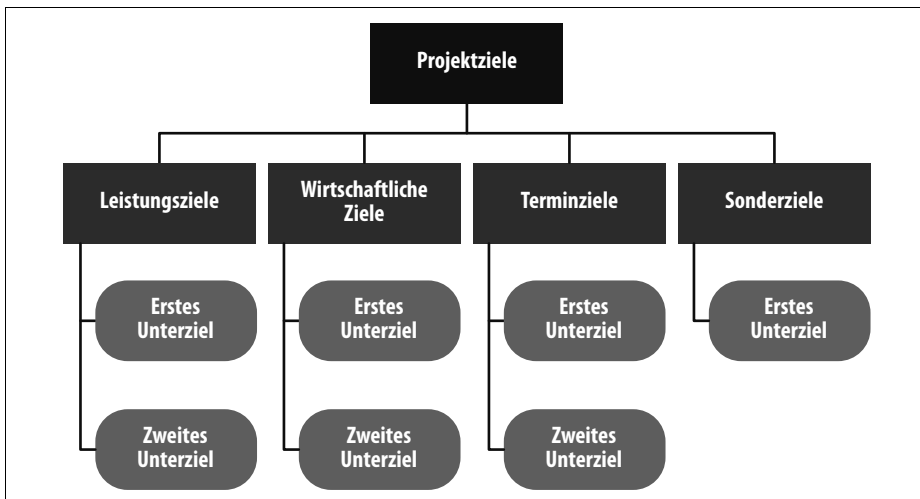 Projektziele
Leistungsziele
Wirtschaftliche
Ziele
Terminziele
Sonderziele
Erstes
Unterziel
Erstes
Unterziel
Erstes
Unterziel
Erstes
Unterziel
Zweites
Unterziel
Zweites
Unterziel
Zweites
Unterziel